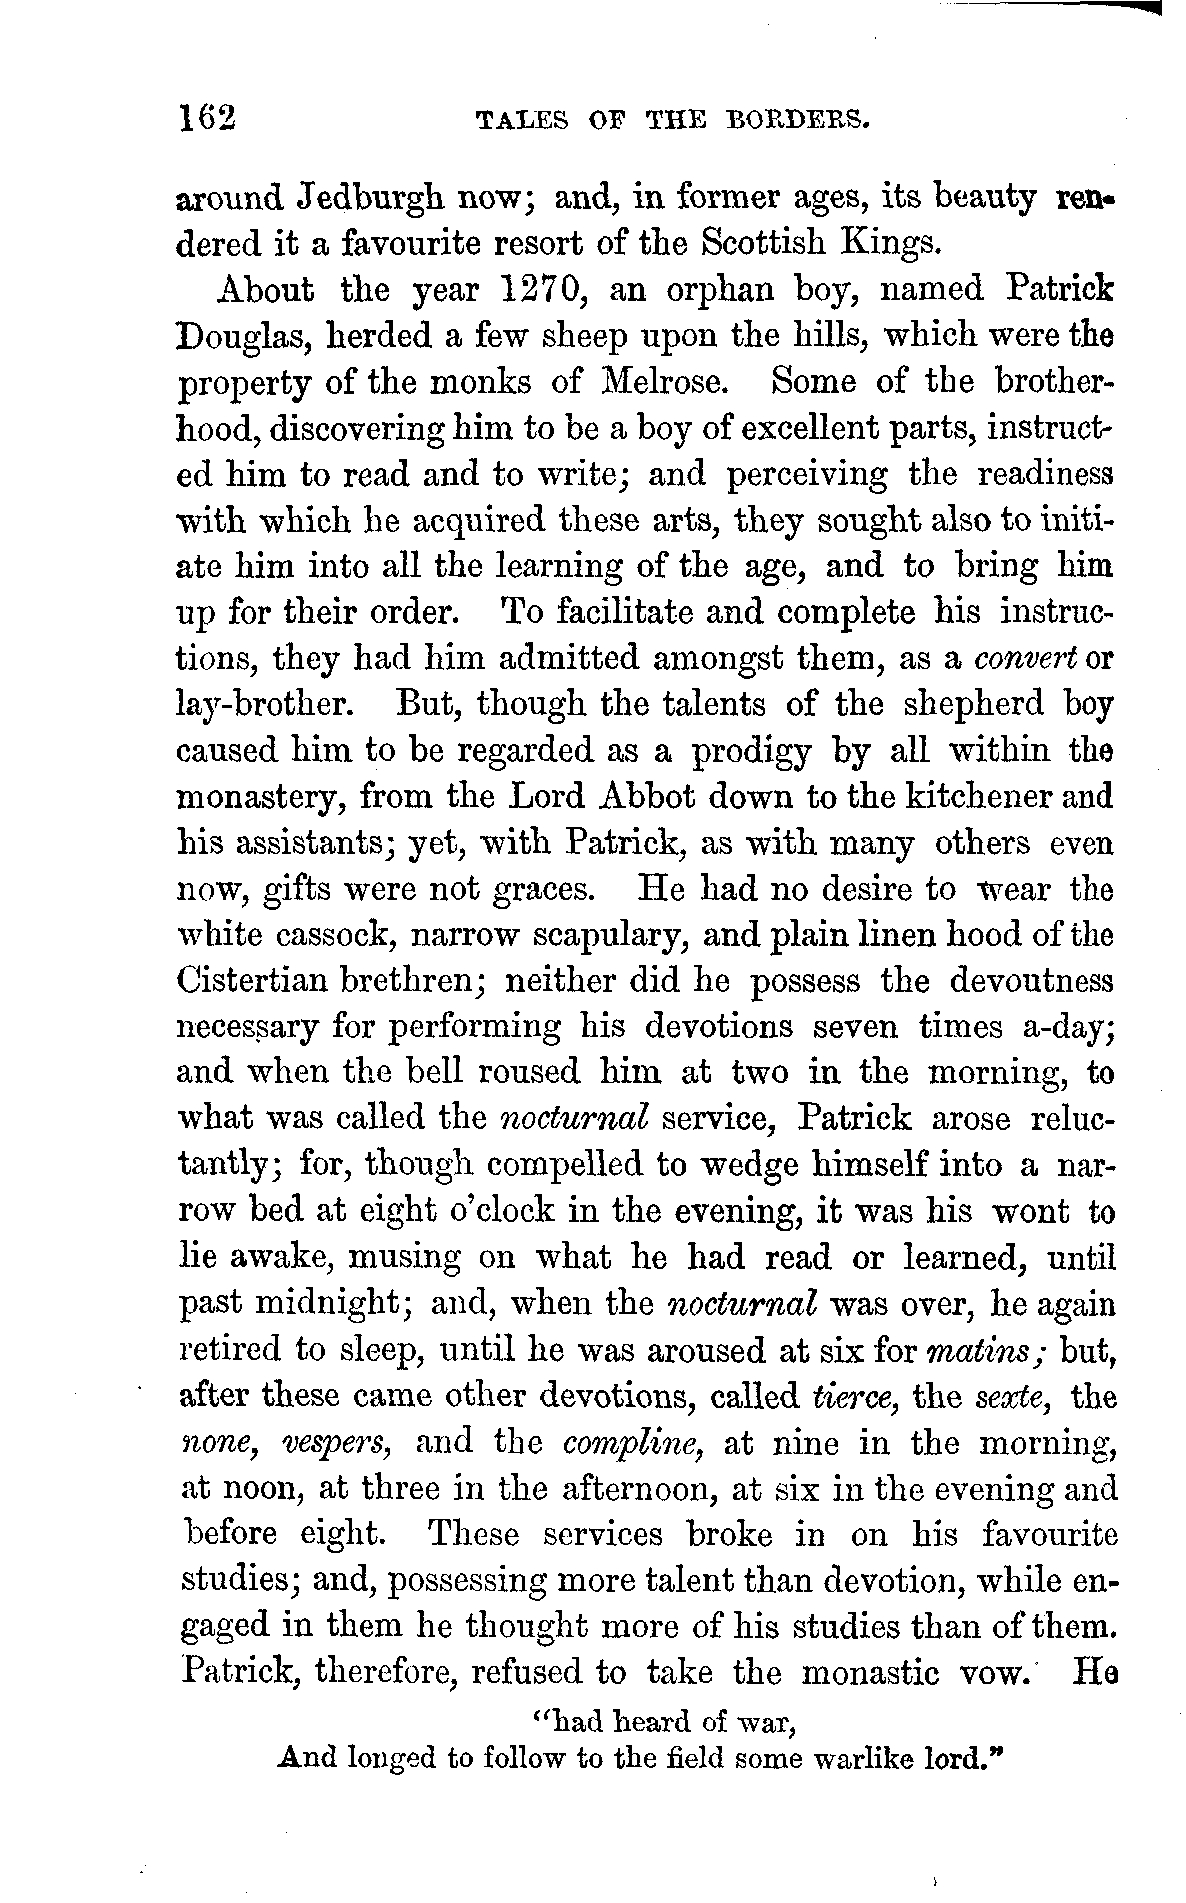 162 TALES OF THE BORDERS.
around Jedburgh now; and, in former ages, its beauty ren-
dered it a favourite resort of the Scottish Kings.
About the year 1270, an orphan boy, named Patrick
Douglas, herded a few sheep upon the hills, which were the
property of the monks of Melrose. Some of the brother-
hood, discovering him to be a boy of excellent parts, instruct-
ed him to read and to write; and perceiving the readiness
with which he acquired these arts, they sought also to initi-
ate him into all the learning of the age, and to bring him
up for their order. To facilitate and complete his instruc-
tions, they had him admitted amongst them, as a convert or
lay-brother. But, though the talents of the shepherd boy
caused him to be regarded as a prodigy by all within the
monastery, from the Lord Abbot down to the kitchener and
his assistants; yet, with Patrick, as with many others even
now, gifts were not graces. He had no desire to wear the
white cassock, narrow scapulary, and plain linen hood of the
Cistertian brethren; neither did he possess the devoutness
necessary for performing his devotions seven times a-day;
and when the bell roused him at two in the morning, to
what was called the nocturnal service, Patrick arose reluc-
tantly; for, though compelled to wedge himself into a nar-
row bed at eight o'clock in the evening, it was his wont to
lie awake, musing on what he had read or learned, until
past midnight; and, when the nocturnal was over, he again
retired to sleep, until he was aroused at six for matins; but,
after these came other devotions, called tierce, the sexte, the
none, vespers, and the compline, at nine in the morning,
at noon, at three in the afternoon, at six in the evening and
before eight. These services broke in on his favourite
studies; and, possessing more talent than devotion, while en-
gaged in them he thought more of his studies than of them.
Patrick, therefore, refused to take the monastic vow. He
"had heard of war,
And longed to follow to the field some warlike lord."